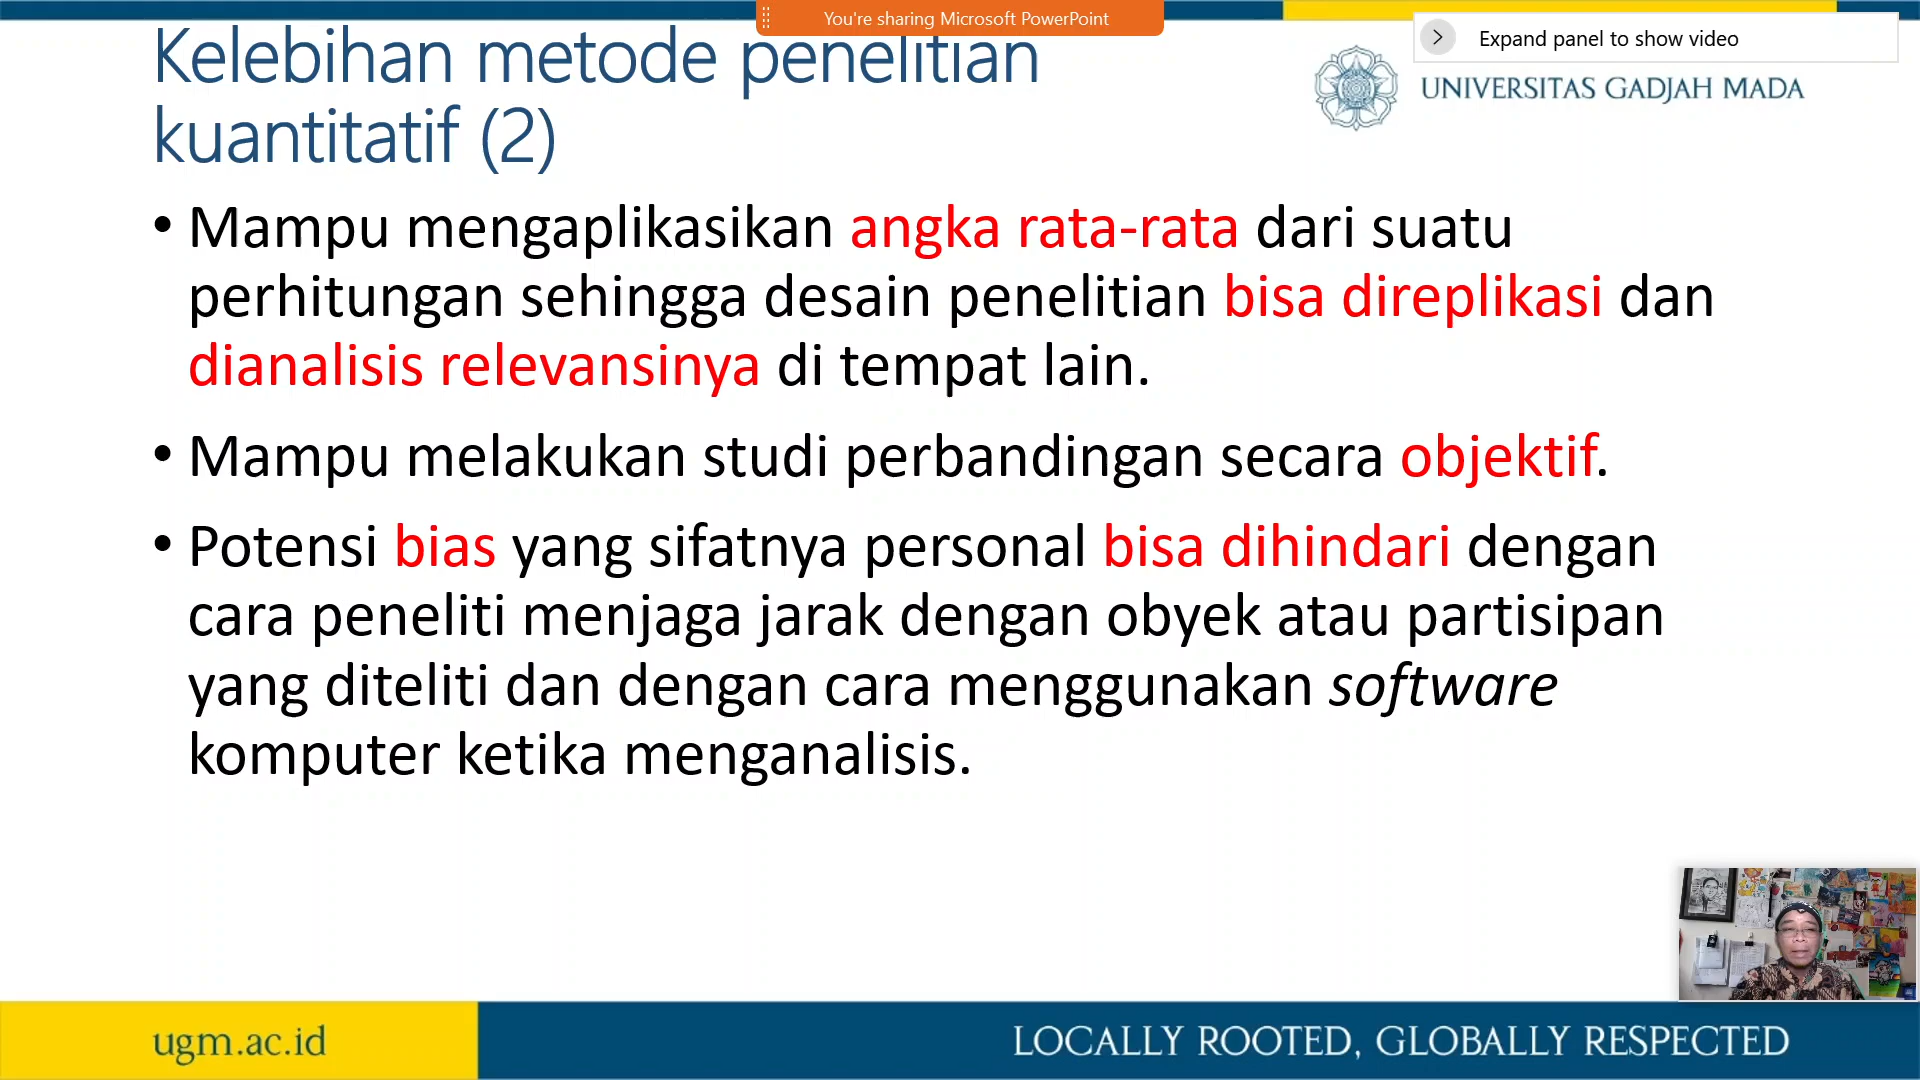 You're sharing Microsoft PowerPoint
Expand panel to show video
Kelebihan metode penelitian
kuantitatif (2)
UNIVERSITAS GADJAH MADA
• Mampu mengaplikasikan angka rata-rata dari suatu
perhitungan sehingga desain penelitian bisa direplikasi dan
dianalisis relevansinya di tempat lain.
• Mampu melakukan studi perbandingan secara objektif.
• Potensi bias yang sifatnya personal bisa dihindari dengan
cara peneliti menjaga jarak dengan obyek atau partisipan
yang diteliti dan dengan cara menggunakan software
komputer ketika menganalisis.
ugm.ac.id
LOCALLY ROOTED, GLOBALLY RESPECTED